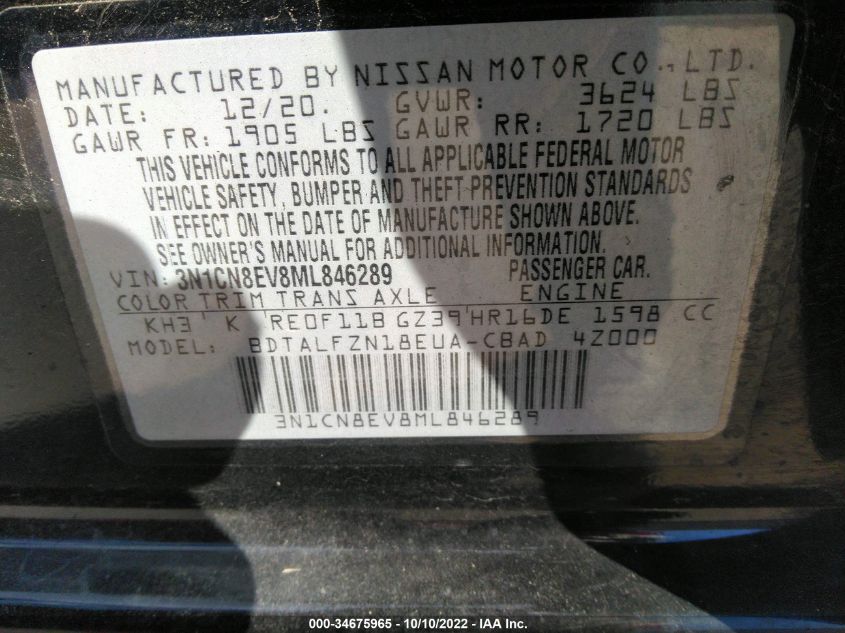 MANUFACTURED BY NISSAN MOTOR CO., LTD.
DATE: 12/20. GVWR: 3624 LBS
GAWR FR: 1905 LBS GAWR RR: 1720 LBS
THIS VEHICLE CONFORMS TO ALL APPLICABLE FEDERAL MOTOR
VEHICLE SAFETY, BUMPER AND THEFT PREVENTION STANDARDS
IN EFFECT ON THE DATE OF MANUFACTURE SHOWN ABOVE.
SEE OWNER'S MANUAL FOR ADDITIONAL INFORMATION.
VIN: 3N1CN8EV8ML846289 PASSENGER CAR.
COLOR TRIM TRANS AXLE ENGINE
KH3 K RE0F11B GZ39 HR16DE 1598 CC
MODEL: BDTALFZN18EUA-CBAD 4Z000
3N1CN8EV8ML846289
000-34675965 - 10/10/2022 - IAA Inc.